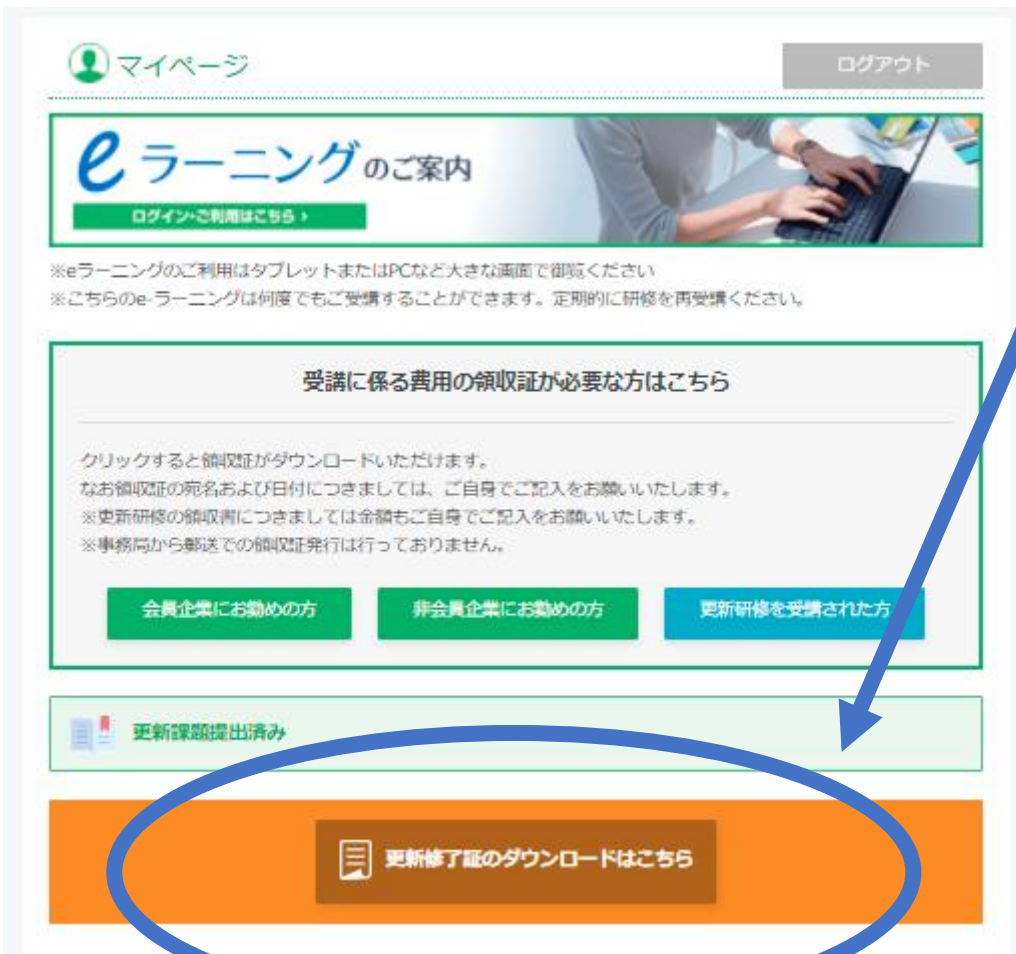 マイページ
ログアウト
eラーニングのご案内
ログイン・ご利用はこちら ›
※eラーニングのご利用はタブレットまたはPCなど大きな画面で御覧ください
※こちらのe-ラーニングは何度でもご受講することができます。定期的に研修を再受講ください。
受講に係る費用の領収証が必要な方はこちら
クリックすると領収証がダウンロードいただけます。
なお領収証の宛名および日付につきましては、ご自身でご記入をお願いいたします。
※更新研修の領収書につきましては金額もご自身でご記入をお願いいたします。
※事務局から郵送での領収証発行は行っておりません。
会員企業にお勤めの方
非会員企業にお勤めの方
更新研修を受講された方
更新課題提出済み
更新修了証のダウンロードはこちら